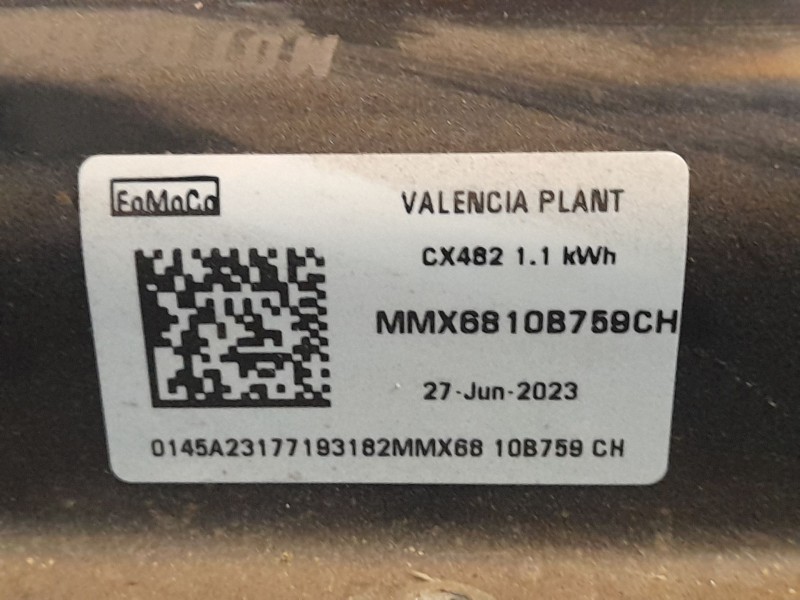 FoMoCo
VALENCIA PLANT
CX482 1.1 kWh
MMX6810B759CH
27-Jun-2023
0145A23177193182MMX68 10B759 CH